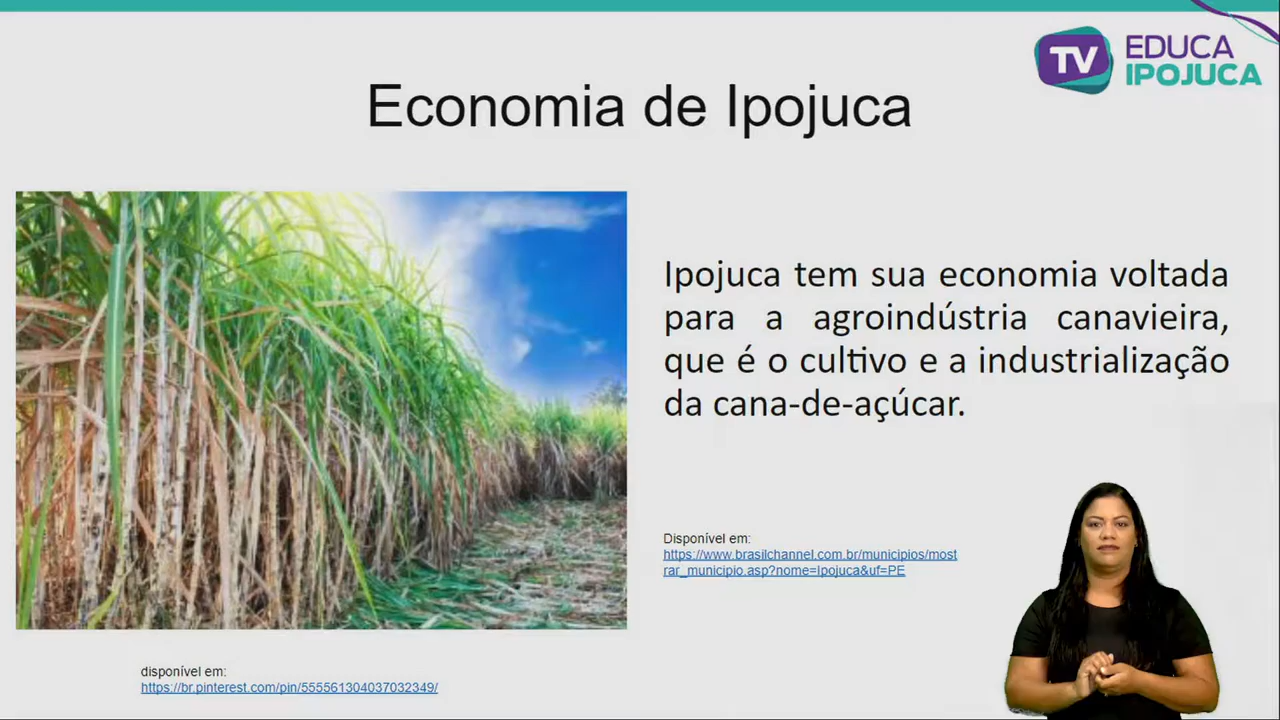 TV EDUCA
IPOJUCA
Economia de Ipojuca
Ipojuca tem sua economia voltada
para a agroindústria canavieira,
que é o cultivo e a industrialização
da cana-de-açúcar.
Disponível em:
https://www.brasilchannel.com.br/municipios/most
rar_municipio.asp?nome=Ipojuca&uf=PE
disponível em:
https://br.pinterest.com/pin/555561304037032349/